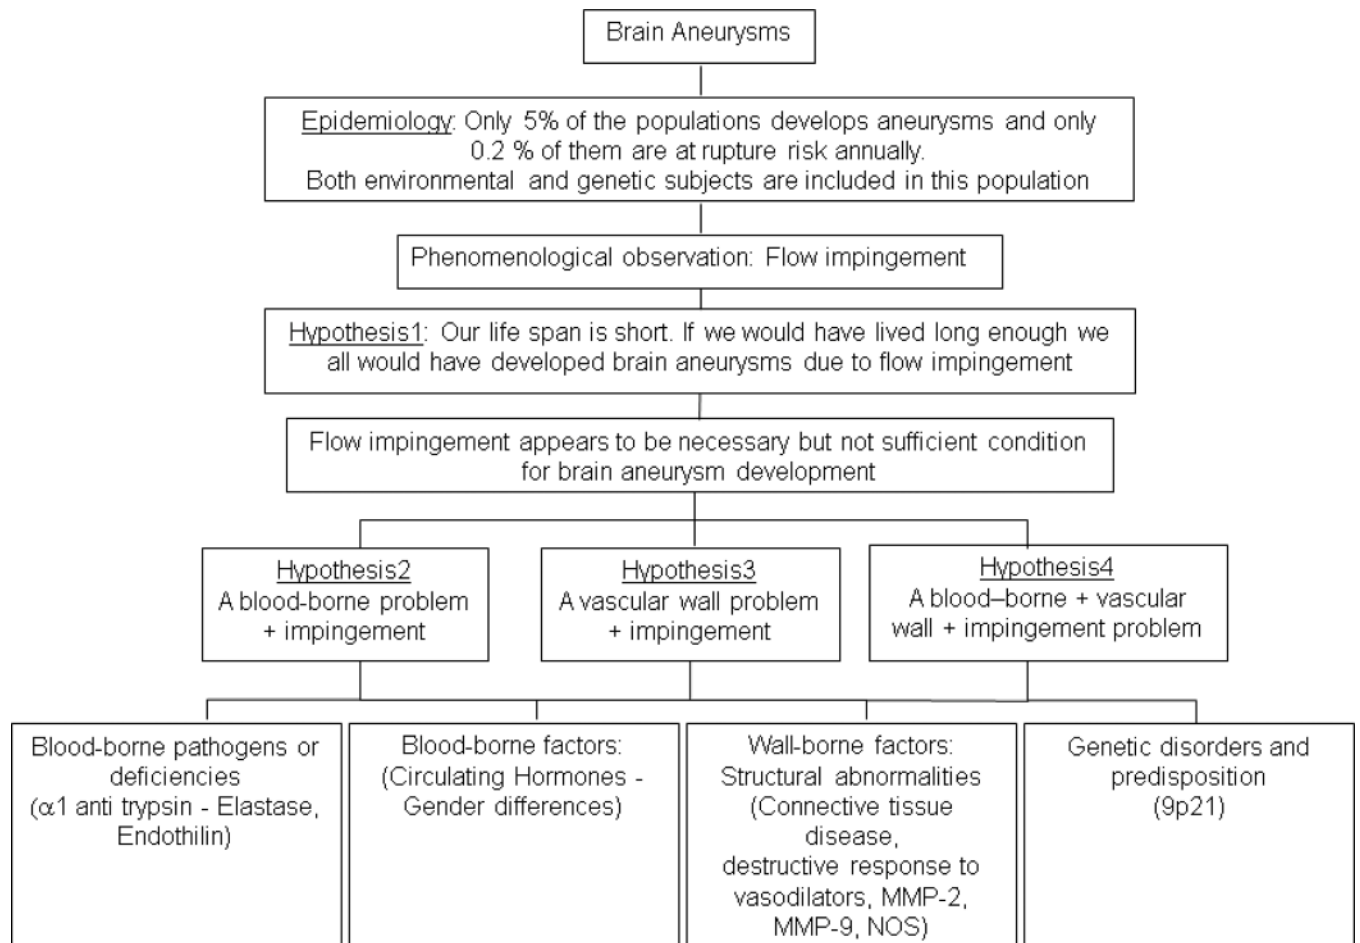 Brain Aneurysms
Epidemiology: Only 5% of the populations develops aneurysms and only
0.2 % of them are at rupture risk annually.
Both environmental and genetic subjects are included in this population
Phenomenological observation: Flow impingement
Hypothesis1: Our life span is short. If we would have lived long enough we
all would have developed brain aneurysms due to flow impingement
Flow impingement appears to be necessary but not sufficient condition
for brain aneurysm development
Hypothesis2
A blood-borne problem
+ impingement
Hypothesis3
A vascular wall problem
+ impingement
Hypothesis4
A blood–borne + vascular
wall + impingement problem
Blood-borne pathogens or
deficiencies
(α1 anti trypsin - Elastase,
Endothilin)
Blood-borne factors:
(Circulating Hormones -
Gender differences)
Wall-borne factors:
Structural abnormalities
(Connective tissue
disease,
destructive response to
vasodilators, MMP-2,
MMP-9, NOS)
Genetic disorders and
predisposition
(9p21)